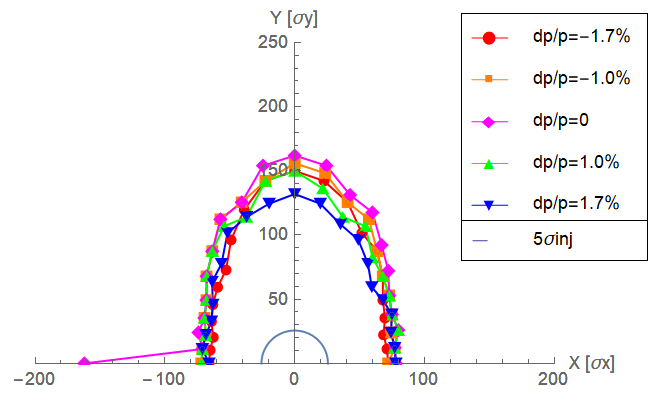 Y [σy]
250
200
150
100
50
−200
−100
0
100
200
X [σx]
dp/p=−1.7%
dp/p=−1.0%
dp/p=0
dp/p=1.0%
dp/p=1.7%
5σinj